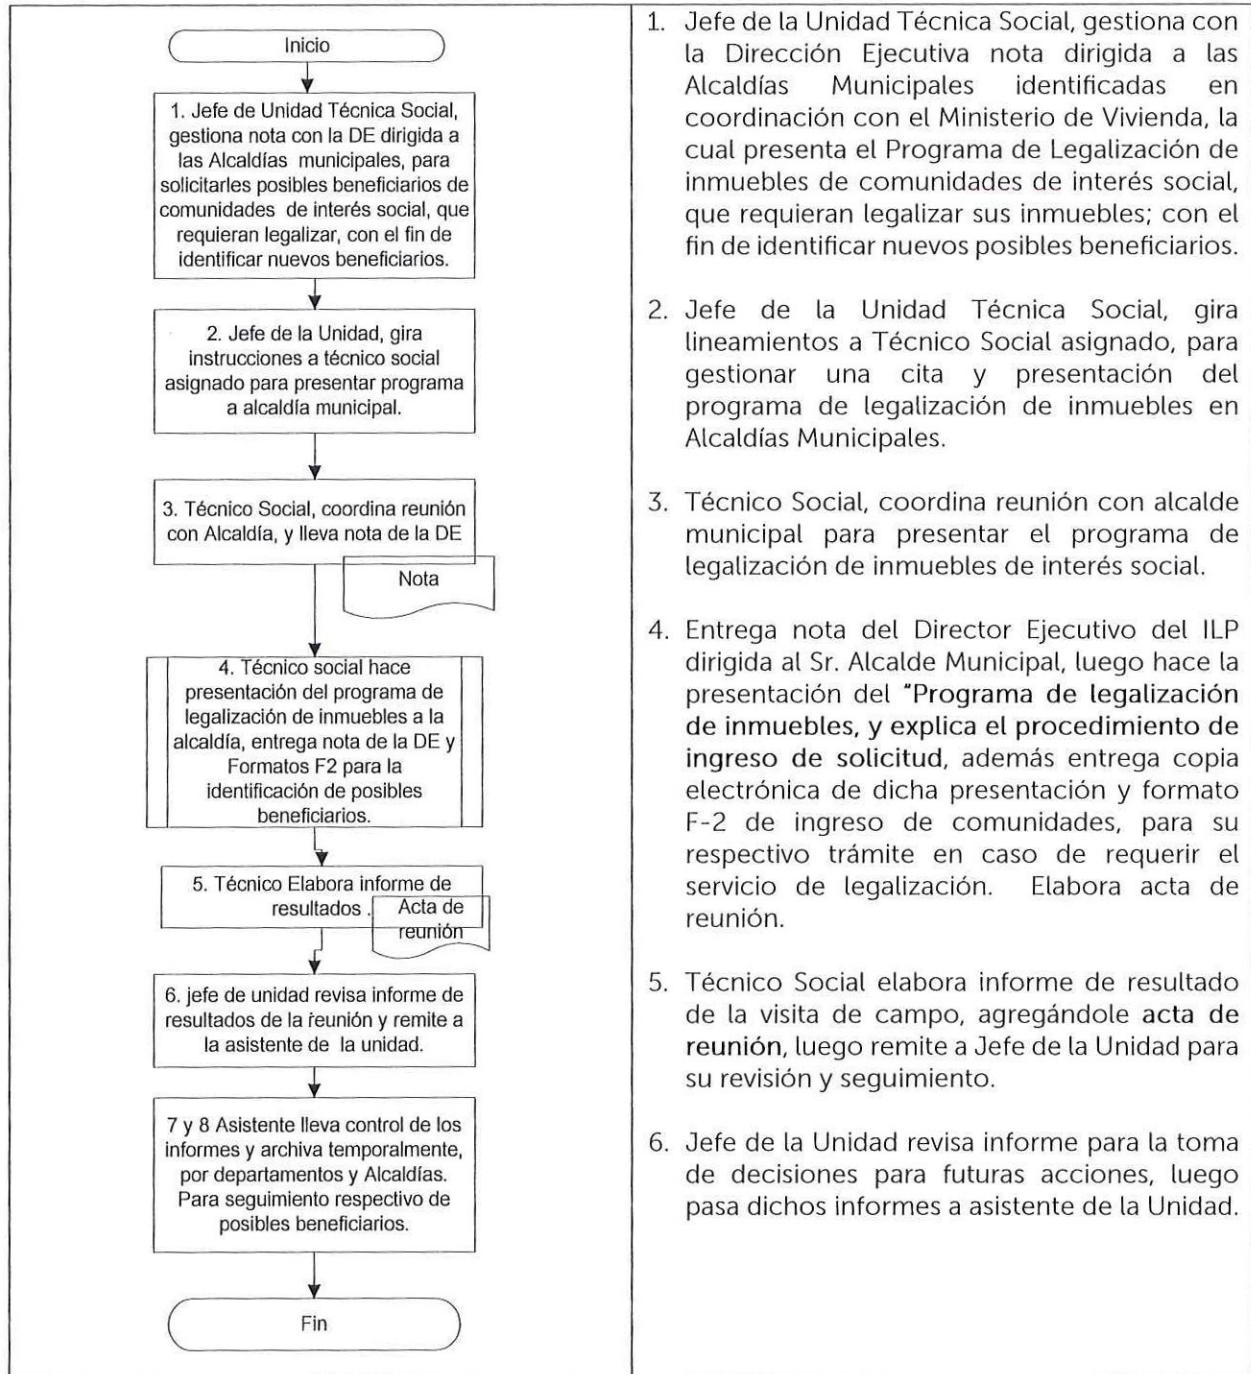 Inicio
1. Jefe de Unidad Técnica Social,
gestiona nota con la DE dirigida a
las Alcaldías municipales, para
solicitarles posibles beneficiarios de
comunidades de interés social, que
requieran legalizar, con el fin de
identificar nuevos beneficiarios.
2. Jefe de la Unidad, gira
instrucciones a técnico social
asignado para presentar programa
a alcaldía municipal.
3. Técnico Social, coordina reunión
con Alcaldía, y lleva nota de la DE
Nota
4. Técnico social hace
presentación del programa de
legalización de inmuebles a la
alcaldía, entrega nota de la DE y
Formatos F2 para la
identificación de posibles
beneficiarios.
5. Técnico Elabora informe de
resultados .
Acta de
reunión
6. jefe de unidad revisa informe de
resultados de la reunión y remite a
la asistente de la unidad.
7 y 8 Asistente lleva control de los
informes y archiva temporalmente,
por departamentos y Alcaldías.
Para seguimiento respectivo de
posibles beneficiarios.
Fin
1. Jefe de la Unidad Técnica Social, gestiona con
la Dirección Ejecutiva nota dirigida a las
Alcaldías Municipales identificadas en
coordinación con el Ministerio de Vivienda, la
cual presenta el Programa de Legalización de
inmuebles de comunidades de interés social,
que requieran legalizar sus inmuebles; con el
fin de identificar nuevos posibles beneficiarios.
2. Jefe de la Unidad Técnica Social, gira
lineamientos a Técnico Social asignado, para
gestionar una cita y presentación del
programa de legalización de inmuebles en
Alcaldías Municipales.
3. Técnico Social, coordina reunión con alcalde
municipal para presentar el programa de
legalización de inmuebles de interés social.
4. Entrega nota del Director Ejecutivo del ILP
dirigida al Sr. Alcalde Municipal, luego hace la
presentación del "Programa de legalización
de inmuebles, y explica el procedimiento de
ingreso de solicitud, además entrega copia
electrónica de dicha presentación y formato
F-2 de ingreso de comunidades, para su
respectivo trámite en caso de requerir el
servicio de legalización. Elabora acta de
reunión.
5. Técnico Social elabora informe de resultado
de la visita de campo, agregándole acta de
reunión, luego remite a Jefe de la Unidad para
su revisión y seguimiento.
6. Jefe de la Unidad revisa informe para la toma
de decisiones para futuras acciones, luego
pasa dichos informes a asistente de la Unidad.